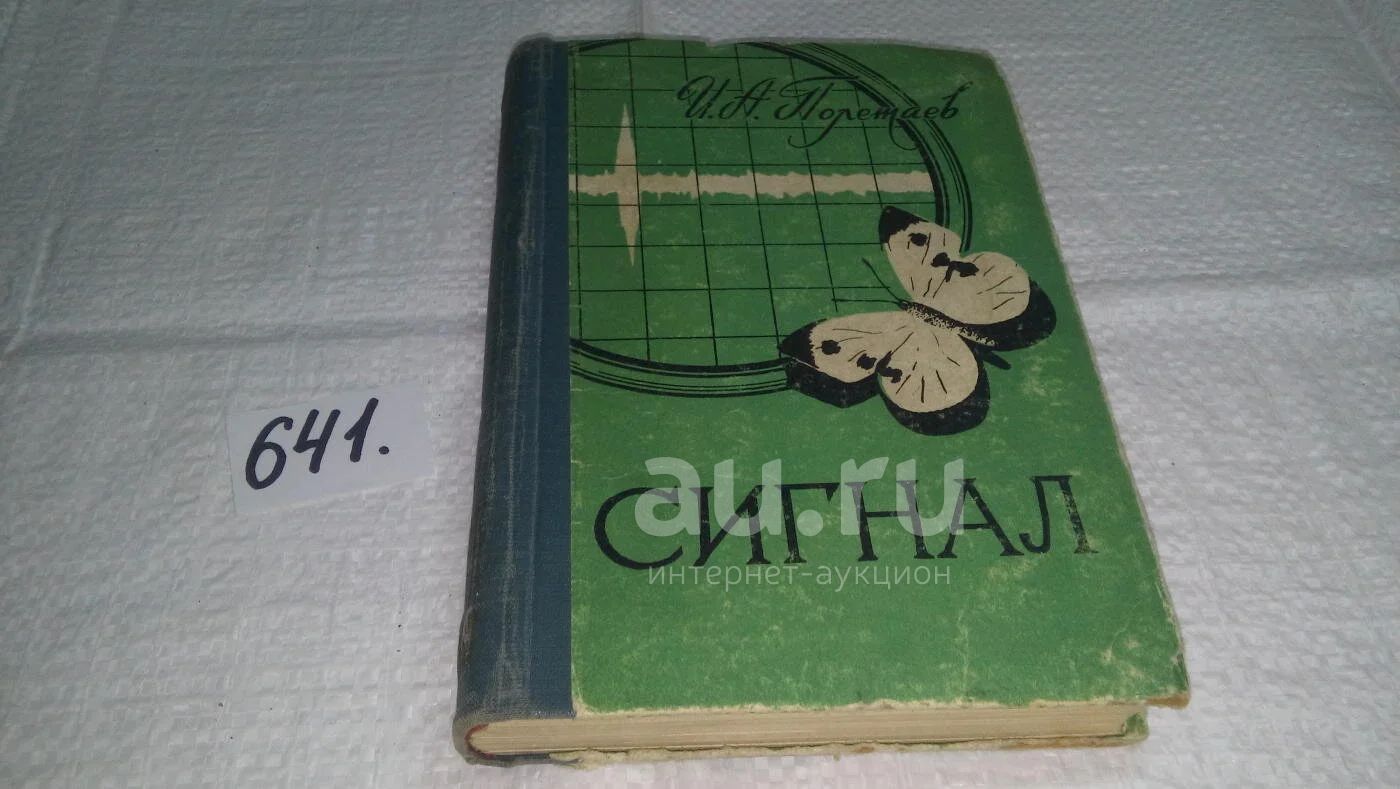 И.А. Полетаев
641.
СИГНАЛ
au.ru
интернет-аукцион